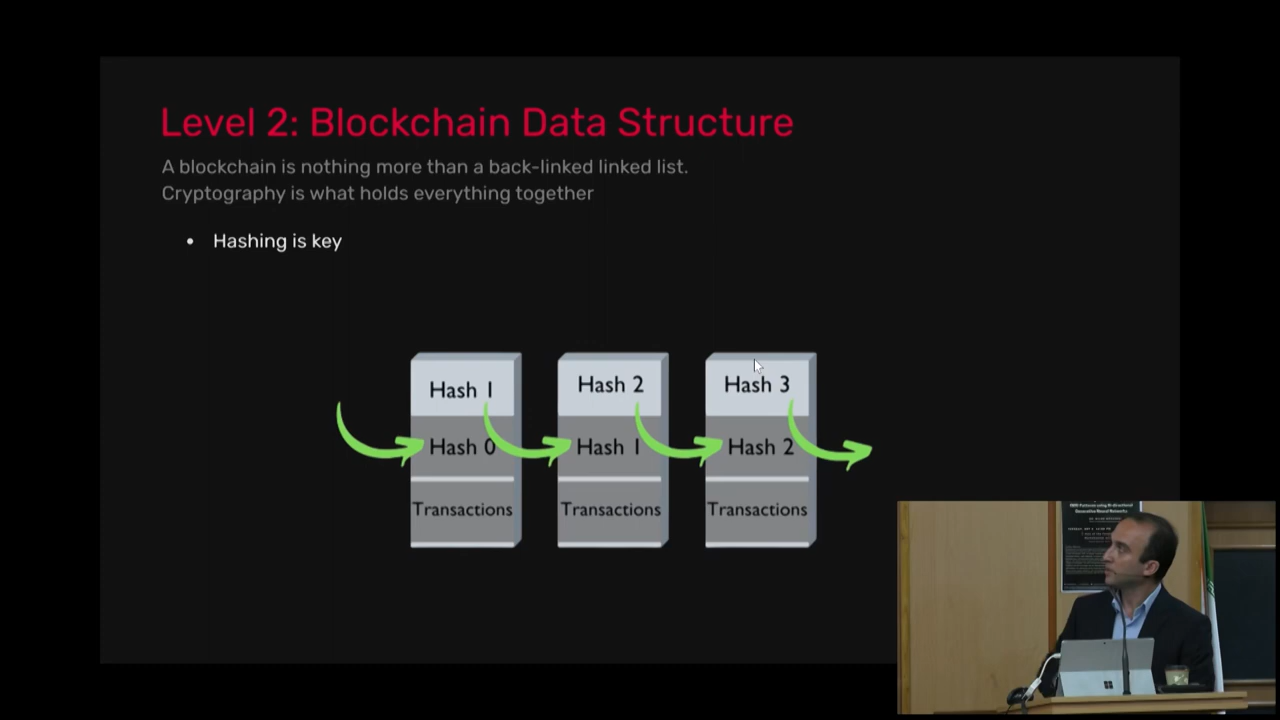 Level 2: Blockchain Data Structure
A blockchain is nothing more than a back-linked linked list.
Cryptography is what holds everything together
• Hashing is key
Hash 1
Hash 2
Hash 3
Hash 0
Hash 1
Hash 2
Transactions
Transactions
Transactions